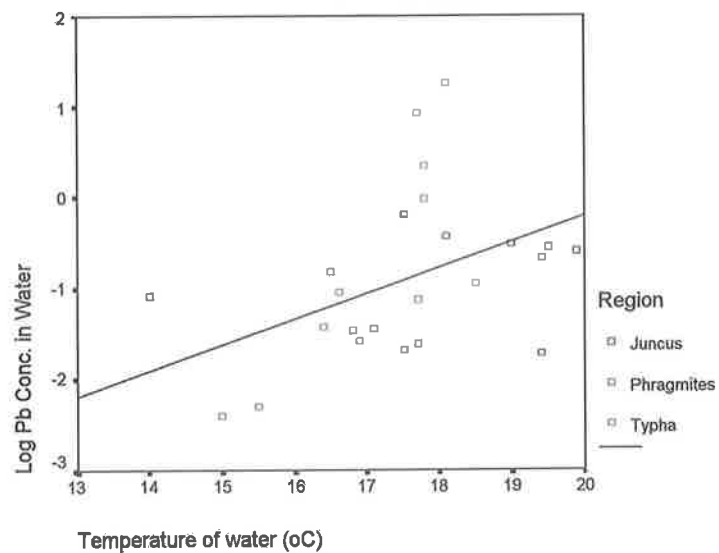 2
1
0
-1
-2
-3
Log Pb Conc. in Water
13 14 15 16 17 18 19 20
Temperature of water (oC)
Region
Juncus
Phragmites
Typha